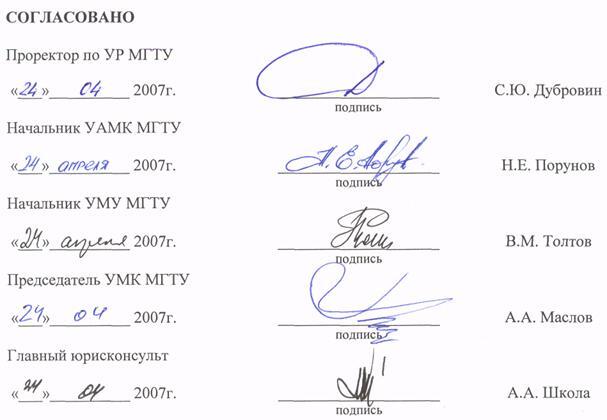 СОГЛАСОВАНО
Проректор по УР МГТУ
«24» 04 2007г. С.Ю. Дубровин
подпись
Начальник УАМК МГТУ
«24» апреля 2007г. Н.Е. Порунов
подпись
Начальник УМУ МГТУ
«24» апреля 2007г. В.М. Толтов
подпись
Председатель УМК МГТУ
«24» 04 2007г. А.А. Маслов
подпись
Главный юрисконсульт
«24» 04 2007г. А.А. Школа
подпись